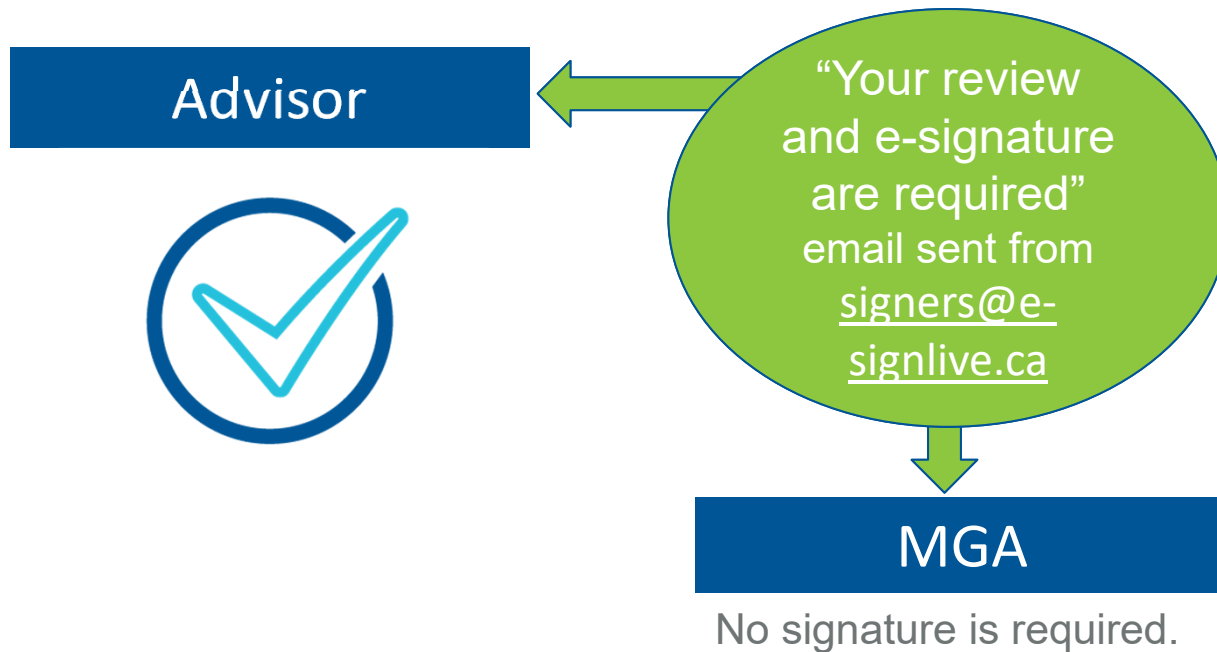 Advisor
“Your review
and e-signature
are required”
email sent from
signers@e-
signlive.ca
MGA
No signature is required.